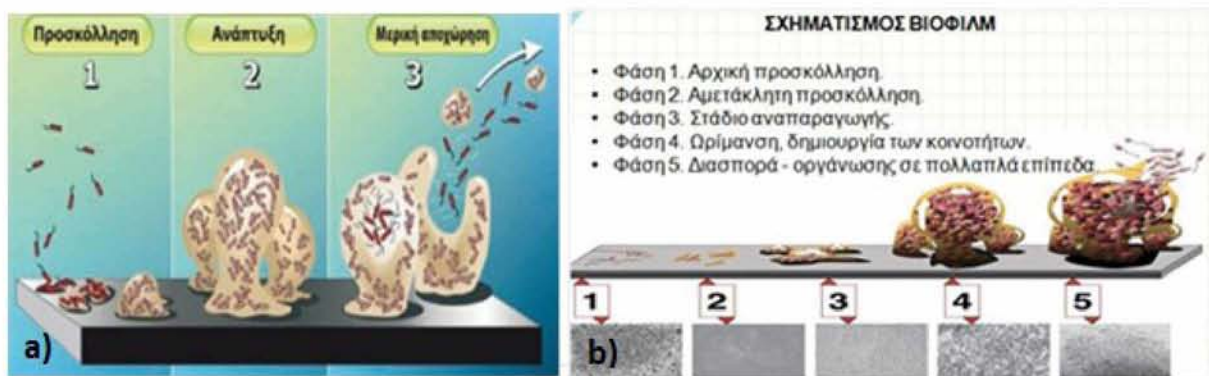 Προσκόλληση
1
Ανάπτυξη
2
Μερική αποχώρηση
3
a)
ΣΧΗΜΑΤΙΣΜΟΣ ΒΙΟΦΙΛΜ
• Φάση 1. Αρχική προσκόλληση.
• Φάση 2. Αμετάκλητη προσκόλληση.
• Φάση 3. Στάδιο αναπαραγωγής.
• Φάση 4. Ωρίμανση, δημιουργία των κοινοτήτων.
• Φάση 5. Διασπορά - οργάνωσης σε πολλαπλά επίπεδα.
1 2 3 4 5
b)